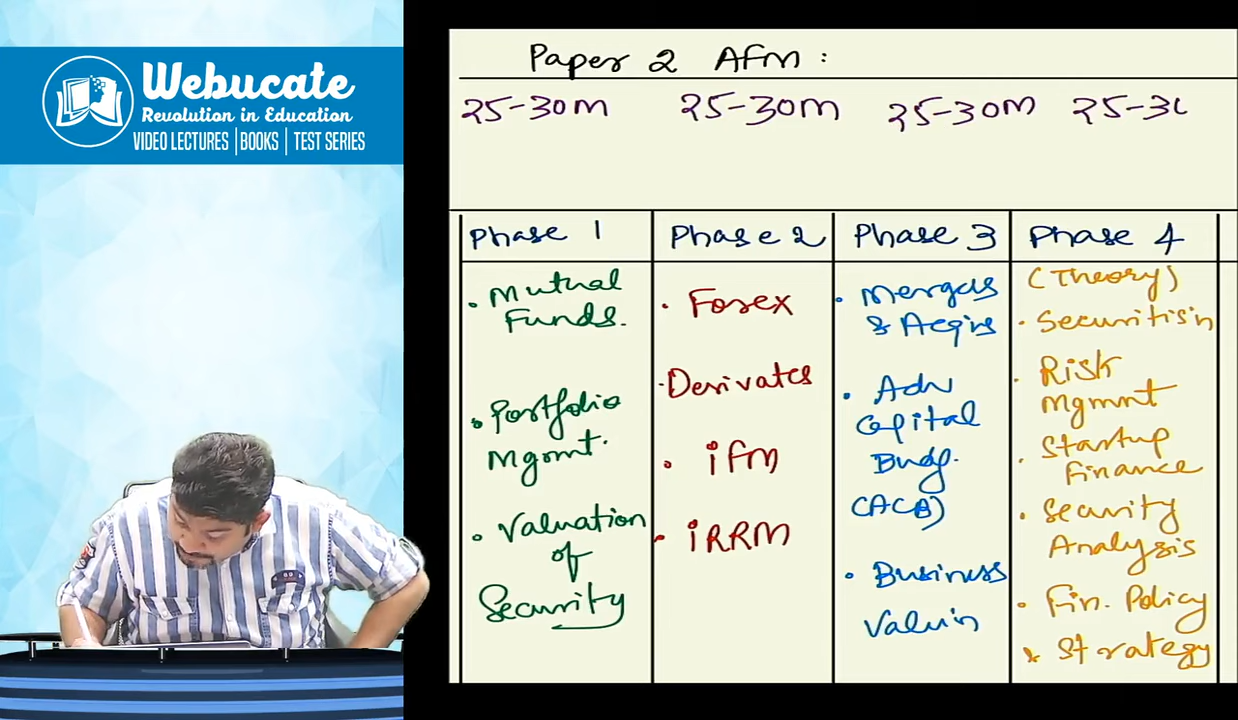 Webucate
Revolution in Education
VIDEO LECTURES | BOOKS | TEST SERIES
Paper 2 AFM :
25-30M 25-30M 25-30M 25-30
Phase 1
• Mutual
Funds.
• Portfolio
Mgmt.
• Valuation
of
Security
Phase 2
• Forex
• Derivates
• iFM
• iRRM
Phase 3
• Mergers
& Aeqns
• Adv
Capital
Budg.
(ACB)
• Business
Valu'n
Phase 4
(Theory)
• Securitis'n
• Risk
Mgmnt
• Startup
Finance
• Security
Analysis
• Fin. Policy
& Strategy